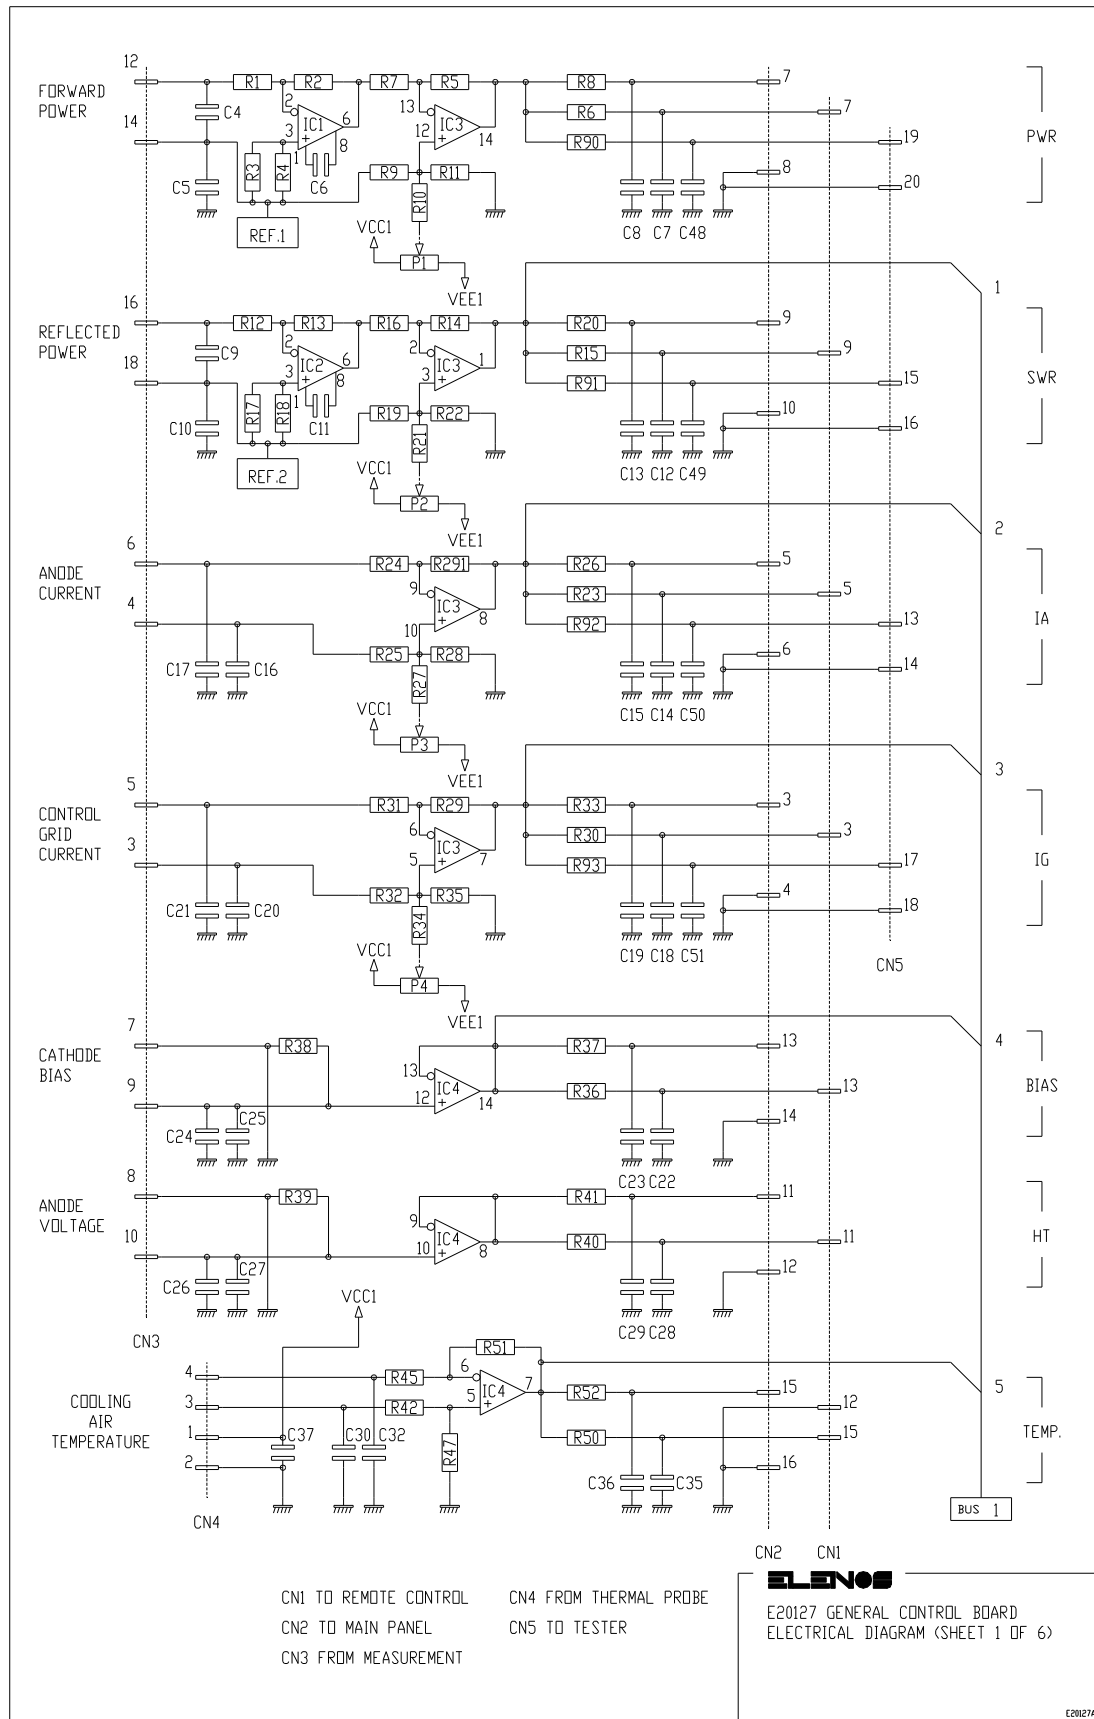 12
FORWARD
POWER
14
R1 R2 R7 R5 R8 7
C4 2 IC1 6 13 IC3 R6 7
3 + 8 12 + 14 R90 19
1 C6
C5 R3 R4 R9 R11 8
R10 20
REF.1 VCC1 P1 VEE1
C8 C7 C48
PWR
16
REFLECTED
POWER
18
R12 R13 R16 R14 R20 9
C9 2 IC2 6 2 IC3 R15 9
3 + 8 3 + 1 R91 15
1 C11
C10 R17 R18 R19 R22 10
R21 16
REF.2 VCC1 P2 VEE1
C13 C12 C49
1
SWR
6
ANODE
CURRENT
4
R24 R291 R26 5
9 IC3 R23 5
10 + 8 R92 13
C17 C16 R25 R28 6
R27 14
VCC1 P3 VEE1
C15 C14 C50
2
IA
5
CONTROL
GRID
CURRENT
3
R31 R29 R33 3
6 IC3 R30 3
5 + 7 R93 17
C21 C20 R32 R35 4
R34 18
VCC1 P4 VEE1
C19 C18 C51
CN5
3
IG
7
CATHODE
BIAS
9
R38 R37 13
13 IC4 R36 13
12 + 14
C24 C25 14
C23 C22
4
BIAS
8
ANODE
VOLTAGE
10
R39 R41 11
9 IC4 R40 11
10 + 8
C26 C27 12
C29 C28
HT
CN3
VCC1
4
COOLING
AIR
TEMPERATURE
3
1
2
R51
R45 6 IC4 7 R52 15
R42 5 + 12
C37 C30 C32 R47 R50 15
C36 C35 16
5
TEMP.
CN4
BUS 1
CN2 CN1
CN1 TO REMOTE CONTROL
CN2 TO MAIN PANEL
CN3 FROM MEASUREMENT
CN4 FROM THERMAL PROBE
CN5 TO TESTER
ELENOS
E20127 GENERAL CONTROL BOARD
ELECTRICAL DIAGRAM (SHEET 1 OF 6)
E20127A